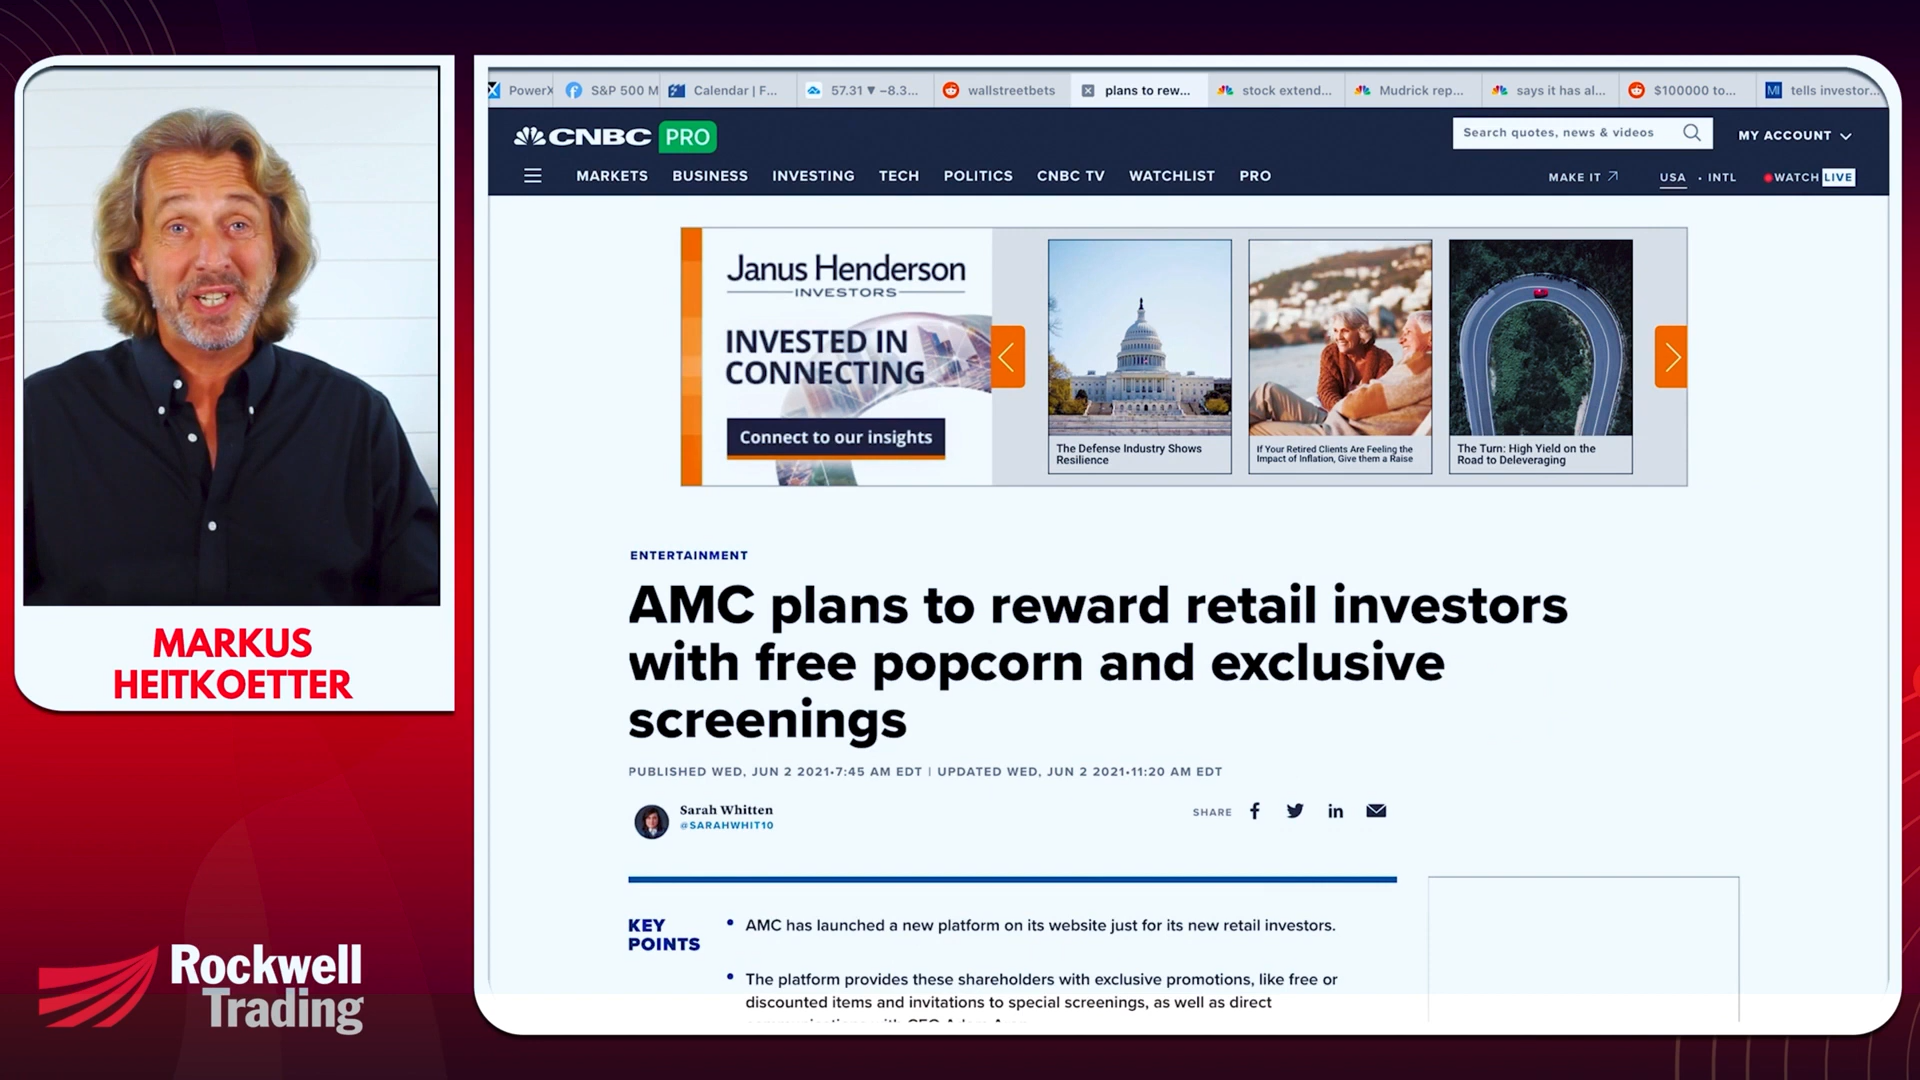 PowerX
S&P 500 M
Calendar | F...
57.31 ▼ −8.3...
wallstreetbets
plans to rew...
stock extend...
Mudrick rep...
says it has al...
$100000 to...
MI
tells investor...
CNBC PRO
Search quotes, news & videos
MY ACCOUNT
MARKETS BUSINESS INVESTING TECH POLITICS CNBC TV WATCHLIST PRO
MAKE IT
USA • INTL
WATCH LIVE
Janus Henderson
INVESTORS
INVESTED IN
CONNECTING
Connect to our insights
The Defense Industry Shows
Resilience
If Your Retired Clients Are Feeling the
Impact of Inflation, Give them a Raise
The Turn: High Yield on the
Road to Deleveraging
ENTERTAINMENT
AMC plans to reward retail investors
with free popcorn and exclusive
screenings
PUBLISHED WED, JUN 2 2021•7:45 AM EDT | UPDATED WED, JUN 2 2021•11:20 AM EDT
Sarah Whitten
@SARAHWHIT10
SHARE
KEY
POINTS
• AMC has launched a new platform on its website just for its new retail investors.
• The platform provides these shareholders with exclusive promotions, like free or
discounted items and invitations to special screenings, as well as direct
MARKUS
HEITKOETTER
Rockwell
Trading